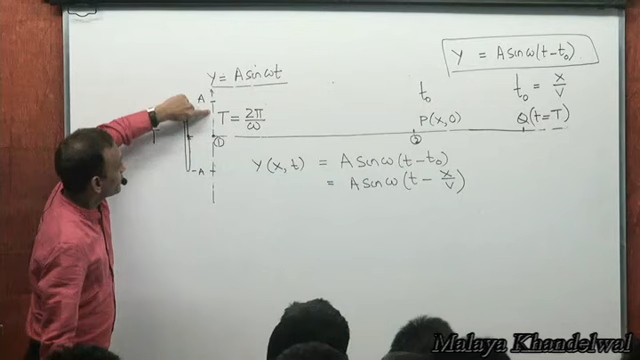 Y = A sin ω(t - t₀)
Y = A sin ωt
t₀
t₀ = x/v
A
T = 2π/ω
P(x, 0)
Q(t = T)
①
②
-A
Y(x, t) = A sin ω(t - t₀)
= A sin ω(t - x/v)
Malaya Khandelwal